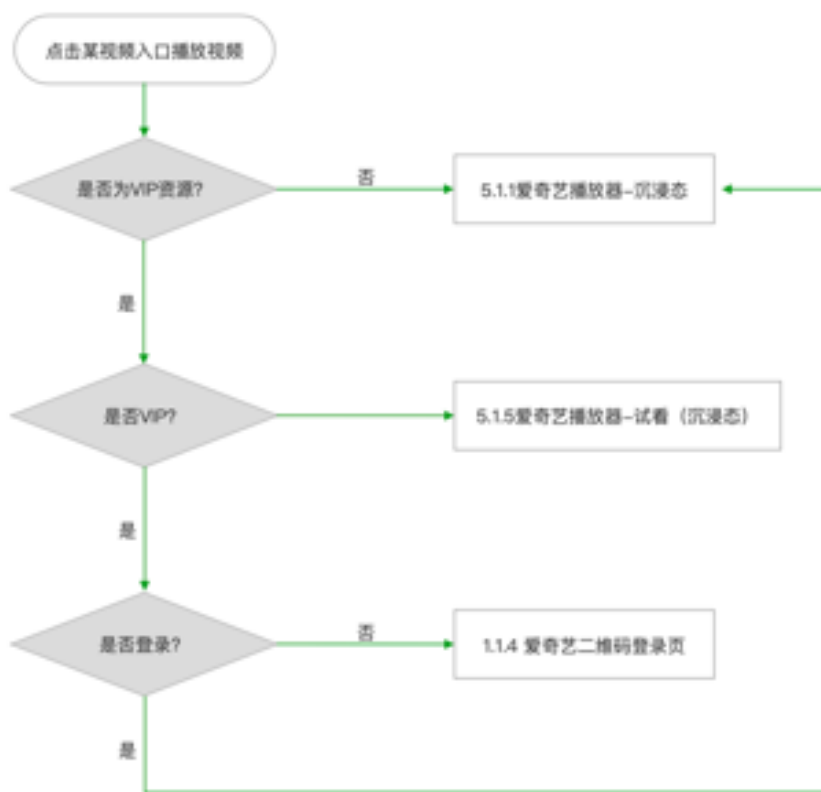 点击某视频入口播放视频
是否为VIP资源?
否
5.1.1爱奇艺播放器-沉浸态
是
是否VIP?
5.1.5爱奇艺播放器-试看（沉浸态）
是
是否登录?
否
1.1.4 爱奇艺二维码登录页
是